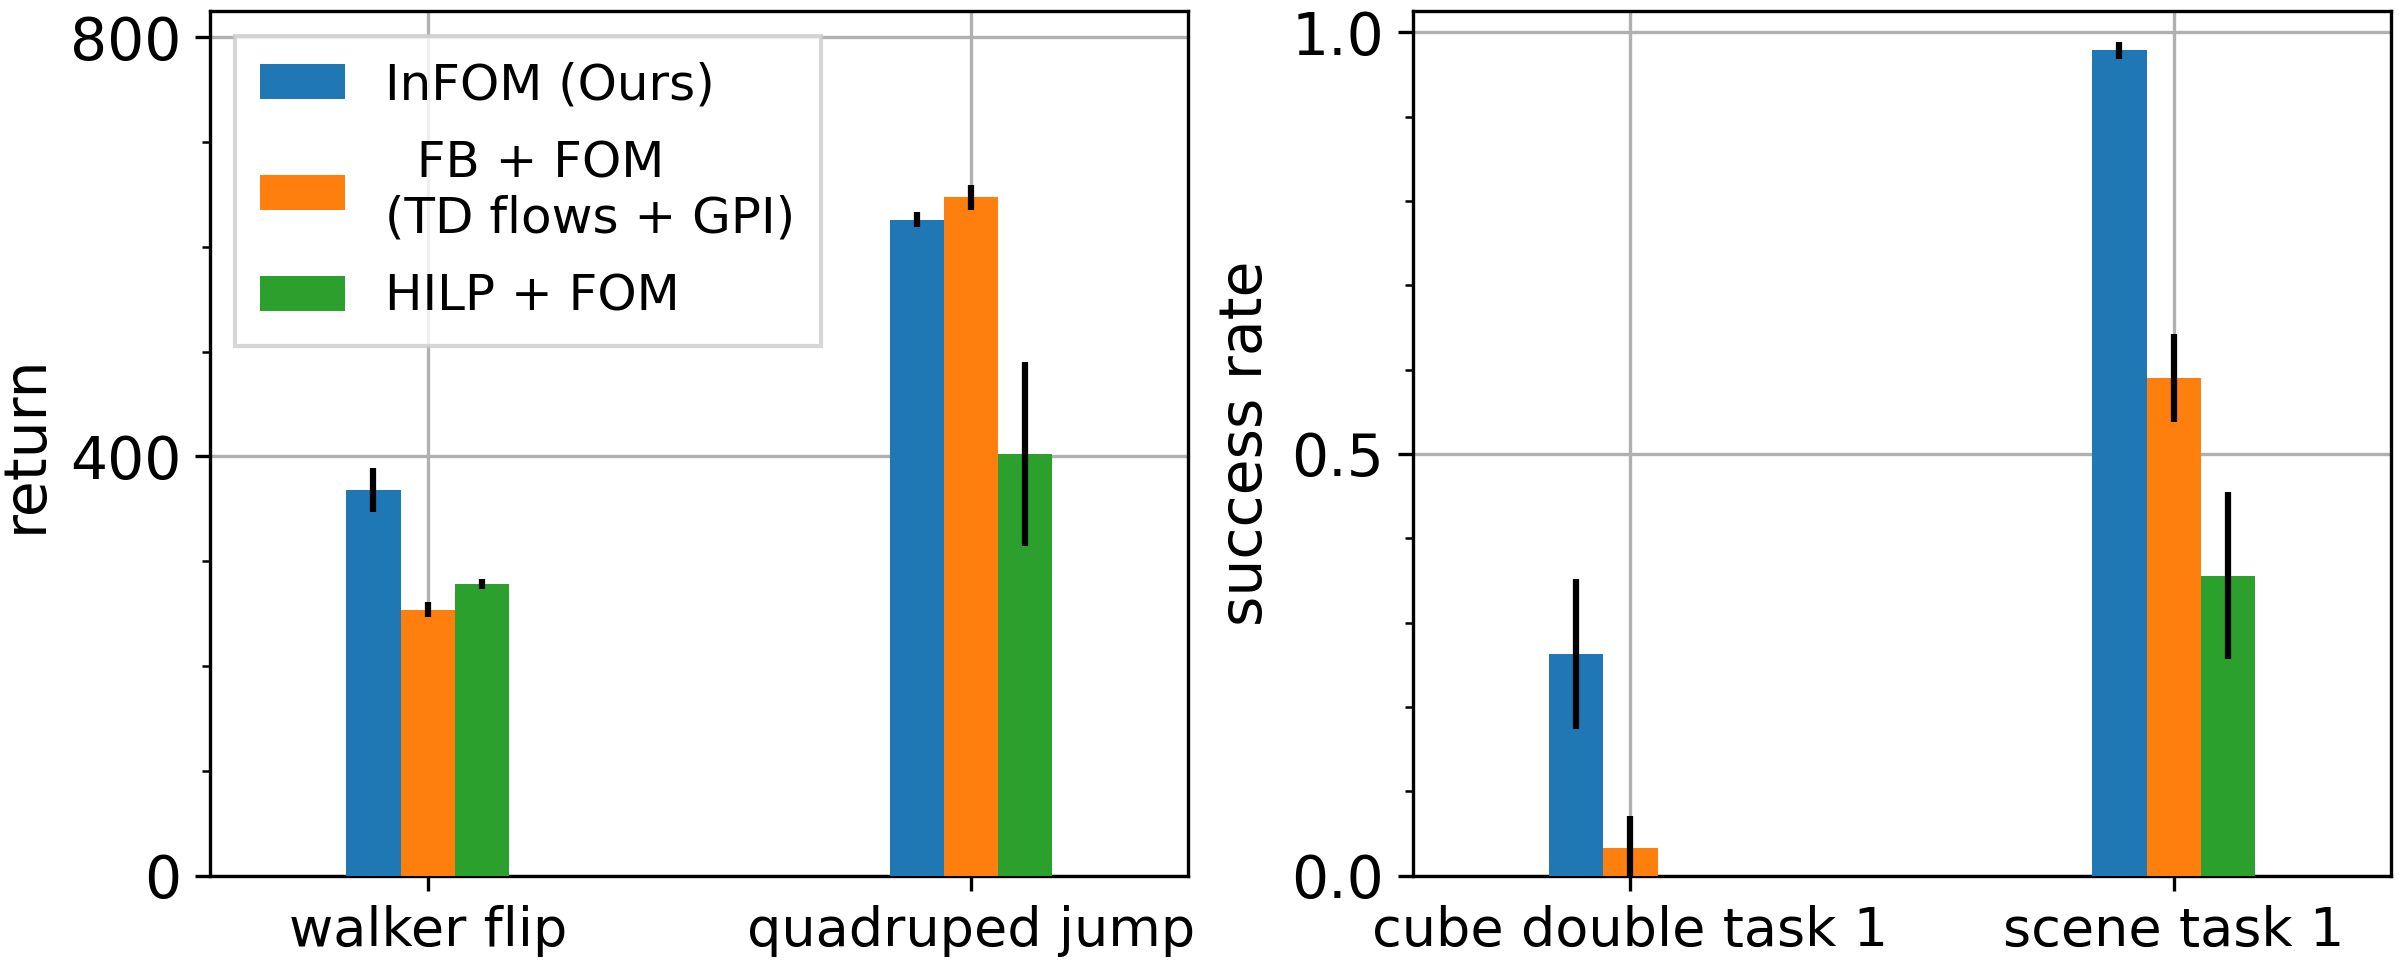 800
400
0
return
InFOM (Ours)
FB + FOM
(TD flows + GPI)
HILP + FOM
walker flip
quadruped jump
1.0
0.5
0.0
success rate
cube double task 1
scene task 1